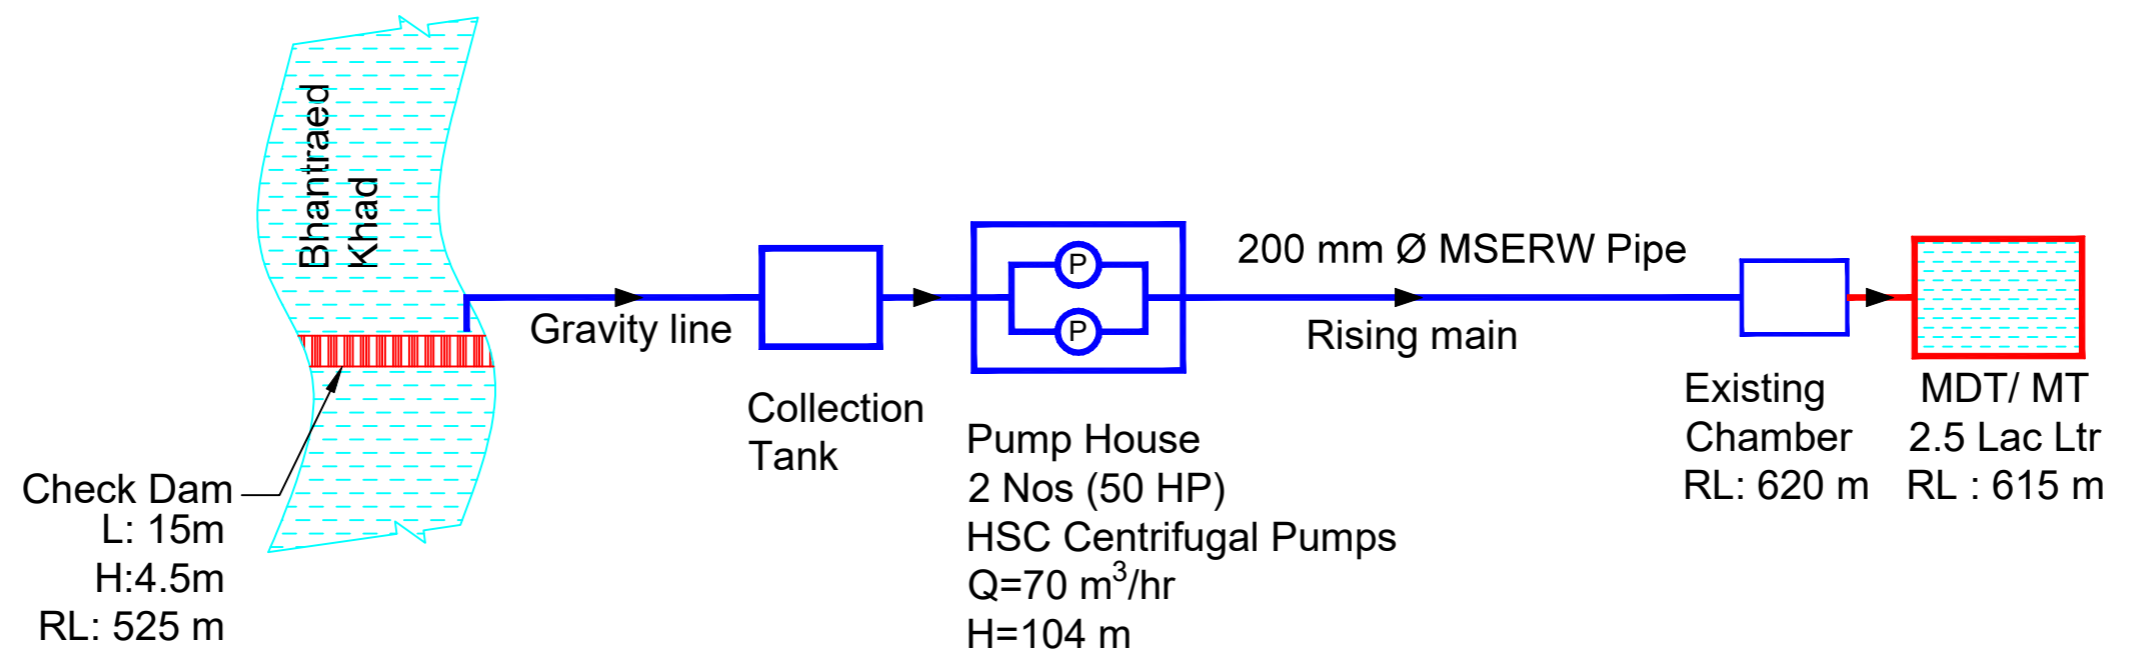 Bhantraed
Khad
Gravity line
Collection
Tank
P
P
200 mm Ø MSERW Pipe
Rising main
Existing
Chamber
RL: 620 m
MDT/ MT
2.5 Lac Ltr
RL : 615 m
Check Dam
L: 15m
H:4.5m
RL: 525 m
Pump House
2 Nos (50 HP)
HSC Centrifugal Pumps
Q=70 m³/hr
H=104 m